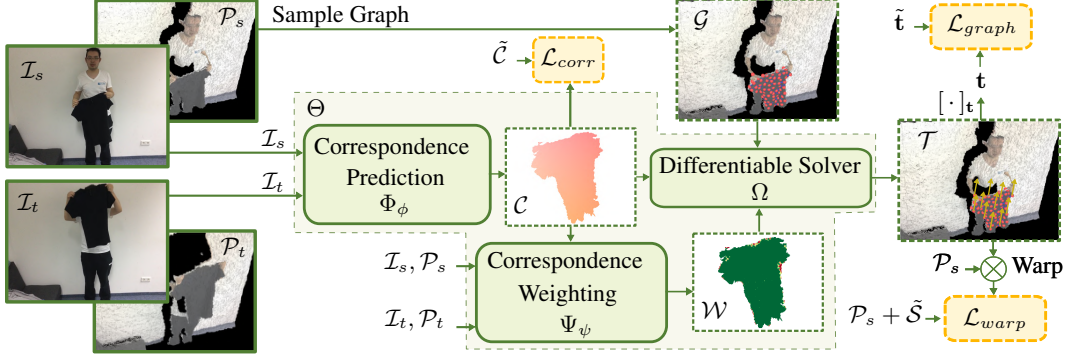 𝒫_s
Sample Graph
𝒢
t̃
ℒ_graph
ℐ_s
𝒞̃
ℒ_corr
t
[·]_t
Θ
ℐ_s
Correspondence
Prediction
Φ_ϕ
𝒞
Differentiable Solver
Ω
𝒯
ℐ_t
ℐ_t
𝒫_t
ℐ_s, 𝒫_s
Correspondence
Weighting
Ψ_ψ
ℐ_t, 𝒫_t
𝒲
𝒫_s
Warp
𝒫_s + 𝒮̃
ℒ_warp